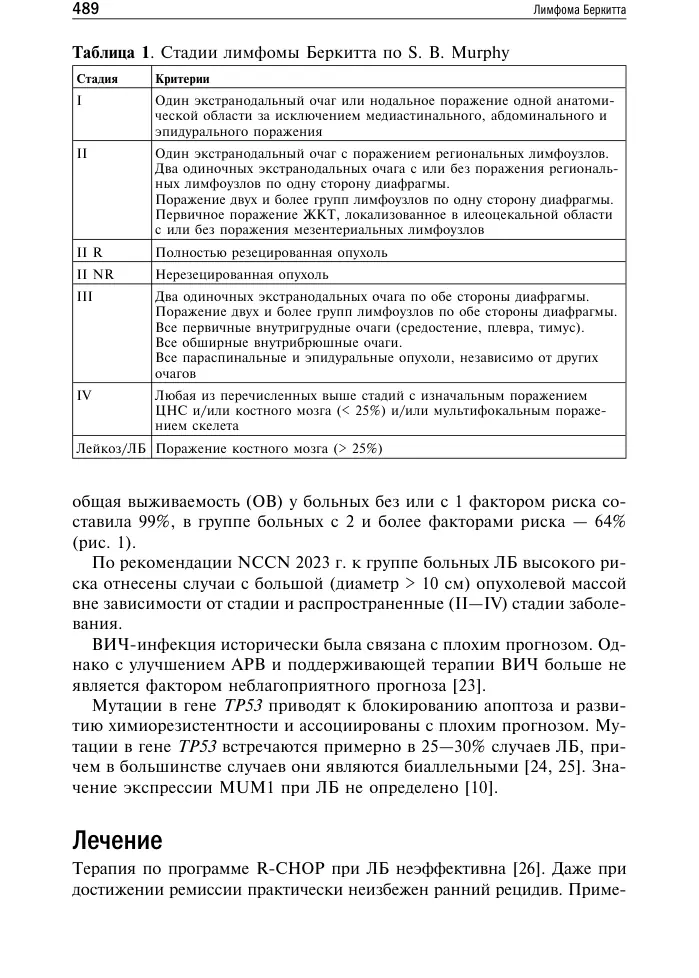 489
Лимфома Беркитта
Таблица 1. Стадии лимфомы Беркитта по S. B. Murphy
Стадия Критерии
I Один экстранодальный очаг или нодальное поражение одной анатоми-
ческой области за исключением медиастинального, абдоминального и
эпидурального поражения
II Один экстранодальный очаг с поражением региональных лимфоузлов.
Два одиночных экстранодальных очага с или без поражения региональ-
ных лимфоузлов по одну сторону диафрагмы.
Поражение двух и более групп лимфоузлов по одну сторону диафрагмы.
Первичное поражение ЖКТ, локализованное в илеоцекальной области
с или без поражения мезентериальных лимфоузлов
II R Полностью резецированная опухоль
II NR Нерезецированная опухоль
III Два одиночных экстранодальных очага по обе стороны диафрагмы.
Поражение двух и более групп лимфоузлов по обе стороны диафрагмы.
Все первичные внутригрудные очаги (средостение, плевра, тимус).
Все обширные внутрибрюшные очаги.
Все параспинальные и эпидуральные опухоли, независимо от других
очагов
IV Любая из перечисленных выше стадий с изначальным поражением
ЦНС и/или костного мозга (< 25%) и/или мультифокальным пораже-
нием скелета
Лейкоз/ЛБ Поражение костного мозга (> 25%)
общая выживаемость (ОВ) у больных без или с 1 фактором риска со-
ставила 99%, в группе больных с 2 и более факторами риска — 64%
(рис. 1).
По рекомендации NCCN 2023 г. к группе больных ЛБ высокого ри-
ска отнесены случаи с большой (диаметр > 10 см) опухолевой массой
вне зависимости от стадии и распространенные (II—IV) стадии заболе-
вания.
ВИЧ-инфекция исторически была связана с плохим прогнозом. Од-
нако с улучшением АРВ и поддерживающей терапии ВИЧ больше не
является фактором неблагоприятного прогноза [23].
Мутации в гене TP53 приводят к блокированию апоптоза и разви-
тию химиорезистентности и ассоциированы с плохим прогнозом. Му-
тации в гене TP53 встречаются примерно в 25—30% случаев ЛБ, при-
чем в большинстве случаев они являются биаллельными [24, 25]. Зна-
чение экспрессии MUM1 при ЛБ не определено [10].
Лечение
Терапия по программе R-CHOP при ЛБ неэффективна [26]. Даже при
достижении ремиссии практически неизбежен ранний рецидив. Приме-